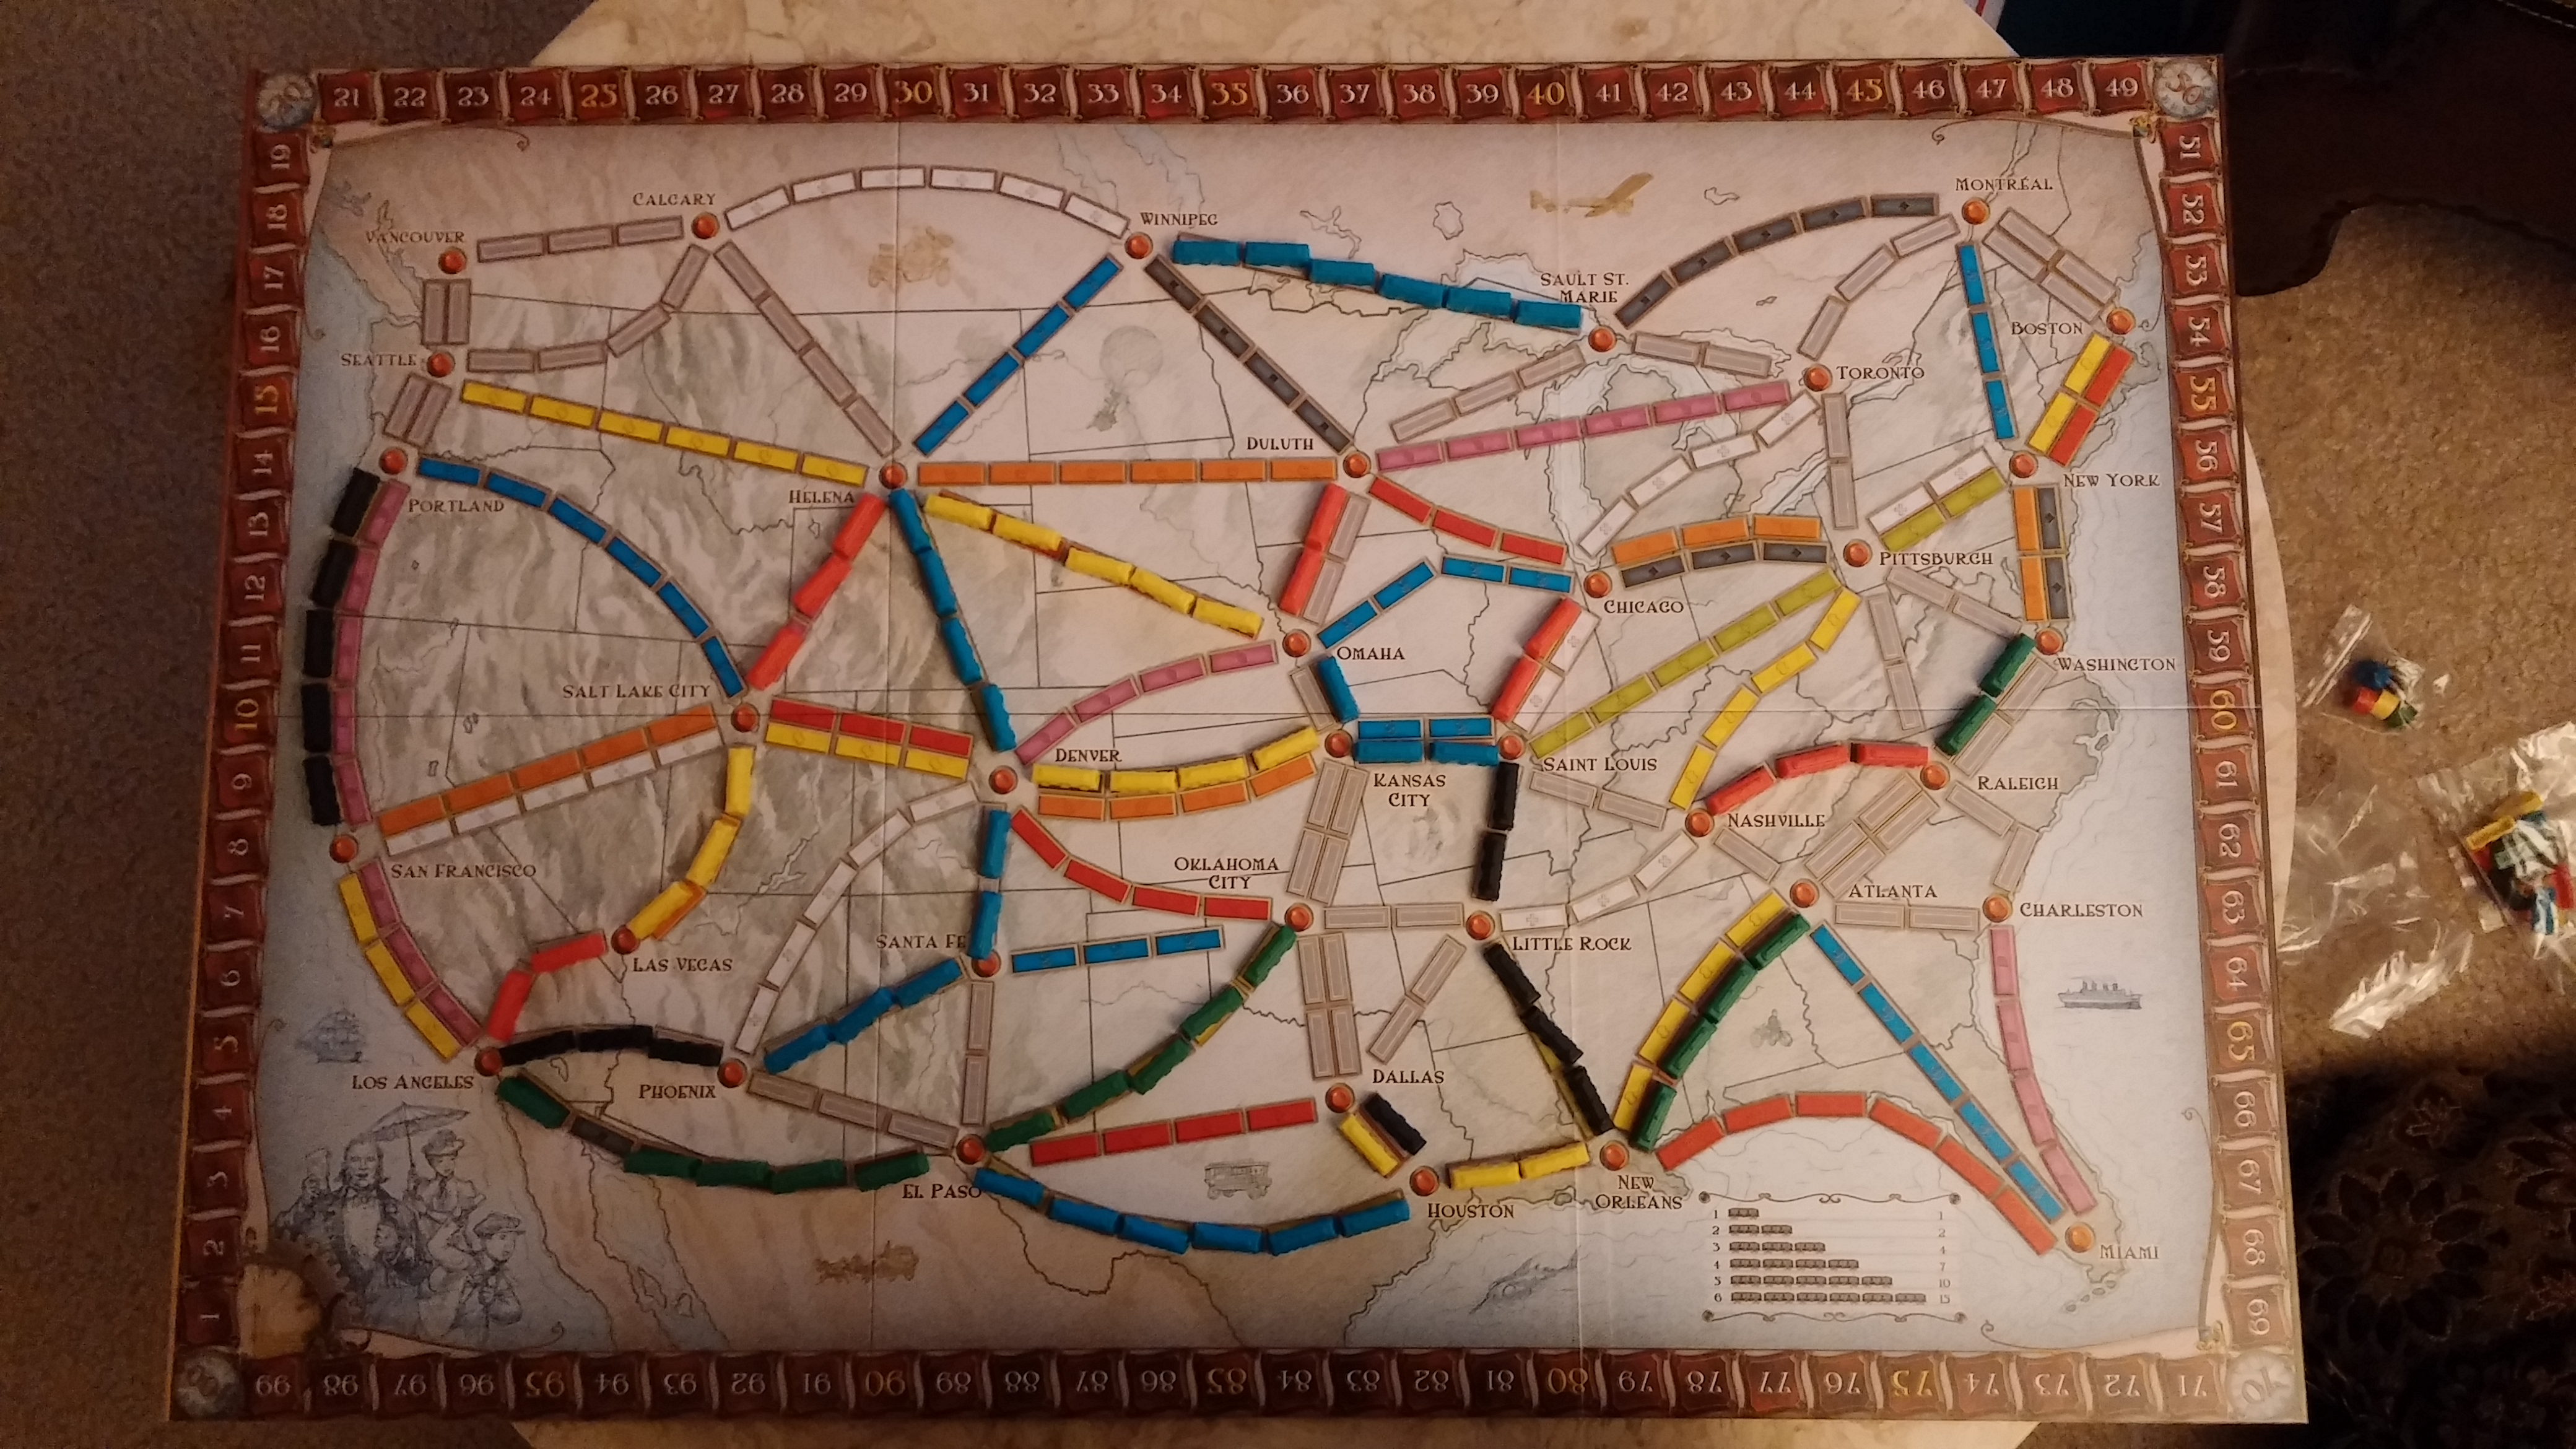 20 21 22 23 24 25 26 27 28 29 30 31 32 33 34 35 36 37 38 39 40 41 42 43 44 45 46 47 48 49 50
19
18
17
16
15
14
13
12
11
10
9
8
7
6
5
4
3
2
1
51
52
53
54
55
56
57
58
59
60
61
62
63
64
65
66
67
68
69
CALGARY
VANCOUVER
WINNIPEG
MONTRÉAL
SAULT ST.
MARIE
SEATTLE
BOSTON
TORONTO
DULUTH
HELENA
PORTLAND
NEW YORK
PITTSBURGH
CHICAGO
OMAHA
WASHINGTON
SALT LAKE CITY
DENVER
KANSAS
CITY
SAINT LOUIS
RALEIGH
NASHVILLE
SAN FRANCISCO
OKLAHOMA
CITY
ATLANTA
CHARLESTON
SANTA FE
LITTLE ROCK
LAS VEGAS
LOS ANGELES
PHOENIX
DALLAS
EL PASO
HOUSTON
NEW
ORLEANS
MIAMI
1 1
2 2
3 4
4 7
5 10
6 15
99 98 97 96 95 94 93 92 91 90 89 88 87 86 85 84 83 82 81 80 79 78 77 76 75 74 73 72 71 70